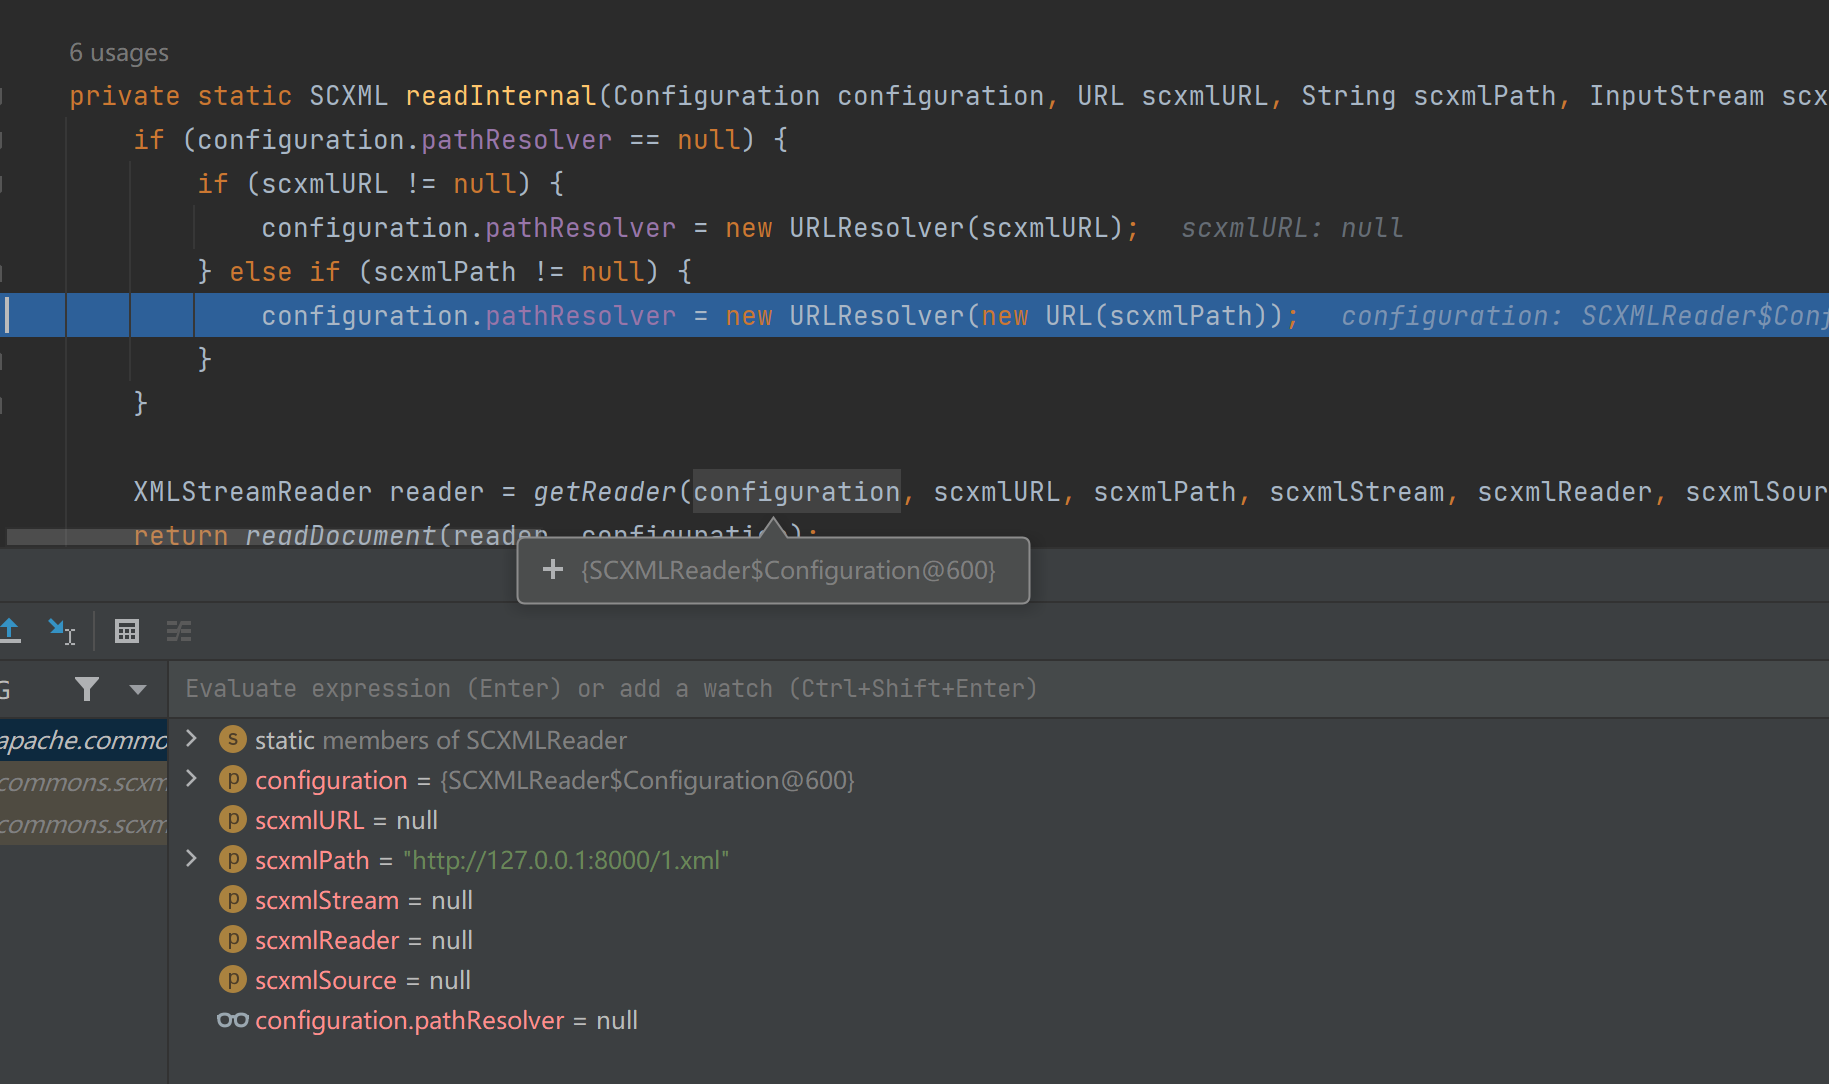 6 usages
private static SCXML readInternal(Configuration configuration, URL scxmlURL, String scxmlPath, InputStream scx
if (configuration.pathResolver == null) {
if (scxmlURL != null) {
configuration.pathResolver = new URLResolver(scxmlURL); scxmlURL: null
} else if (scxmlPath != null) {
configuration.pathResolver = new URLResolver(new URL(scxmlPath)); configuration: SCXMLReader$Conf
}
}
XMLStreamReader reader = getReader(configuration, scxmlURL, scxmlPath, scxmlStream, scxmlReader, scxmlSour
return readDocument(reader, configuration);
{SCXMLReader$Configuration@600}
G
Evaluate expression (Enter) or add a watch (Ctrl+Shift+Enter)
apache.commo
commons.scxm
commons.scxm
s static members of SCXMLReader
p configuration = {SCXMLReader$Configuration@600}
p scxmlURL = null
p scxmlPath = "http://127.0.0.1:8000/1.xml"
p scxmlStream = null
p scxmlReader = null
p scxmlSource = null
configuration.pathResolver = null